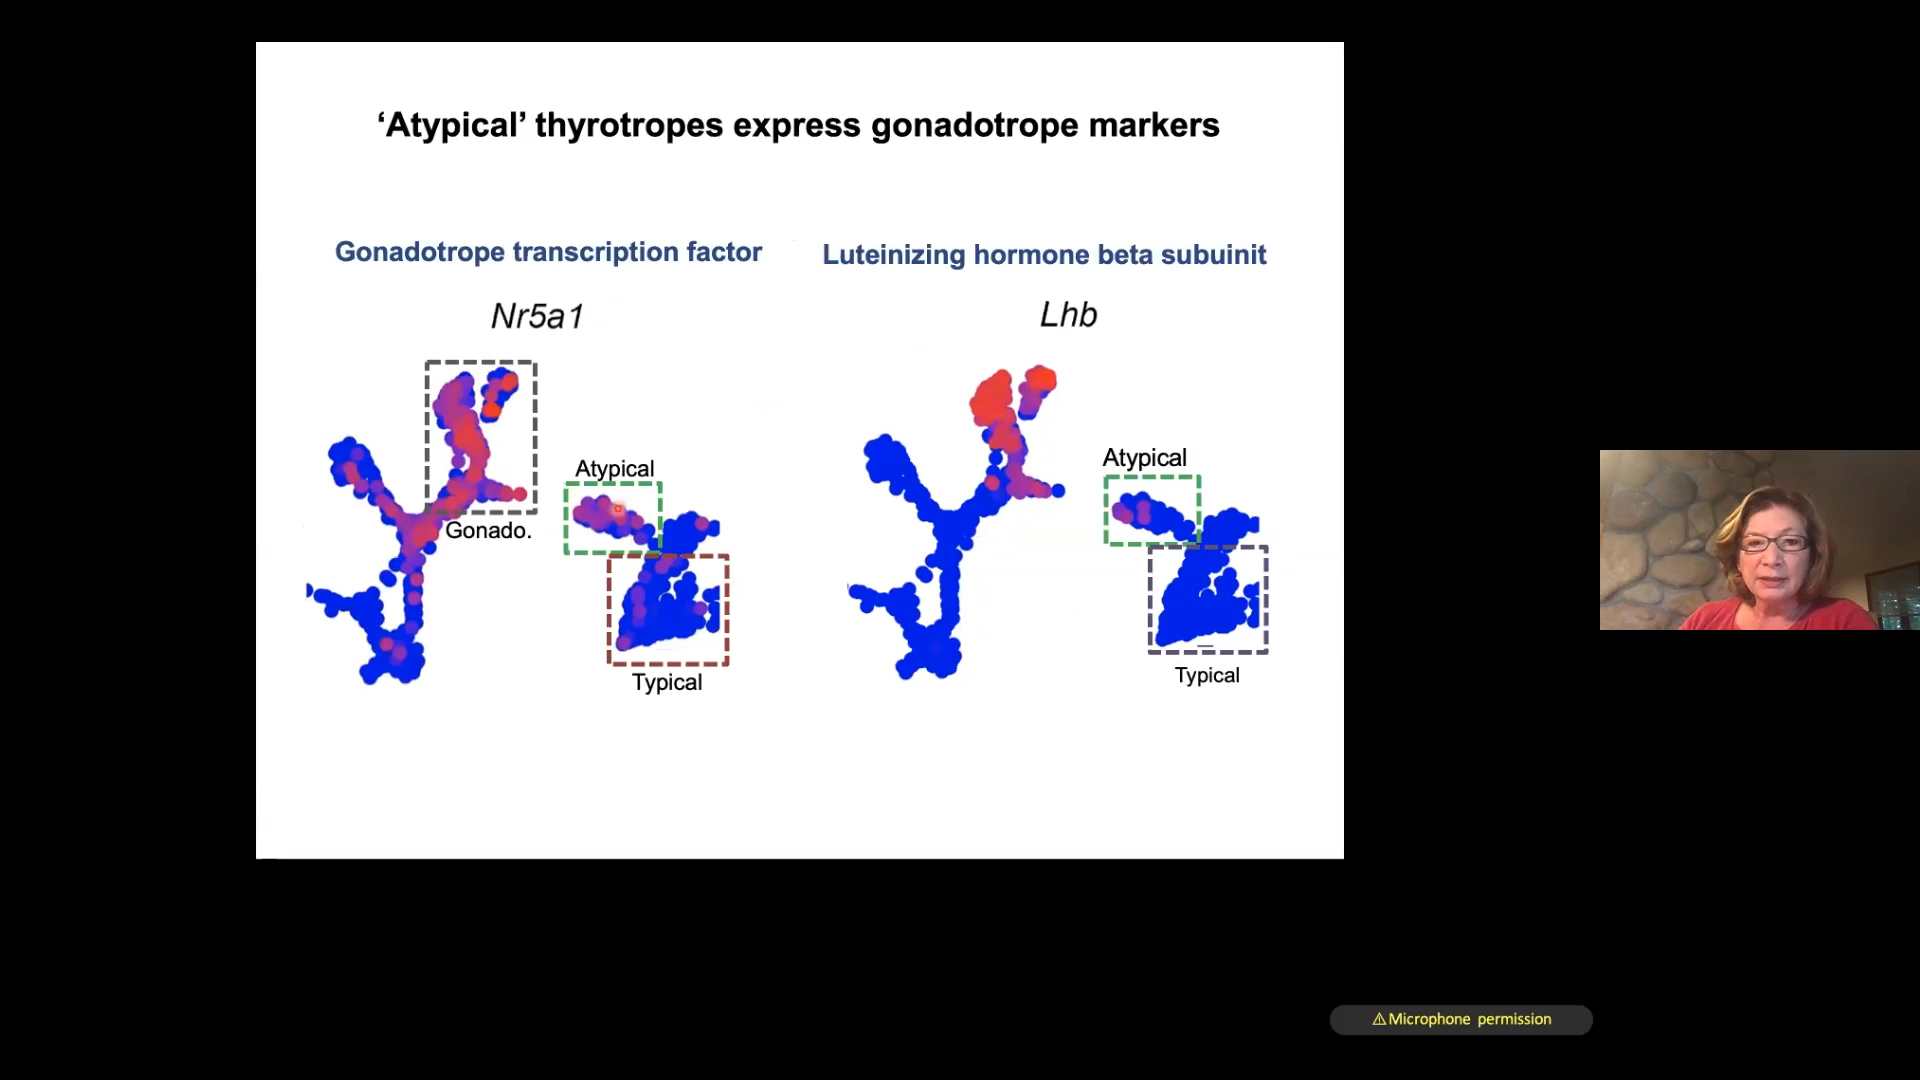 ‘Atypical’ thyrotropes express gonadotrope markers
Gonadotrope transcription factor
Nr5a1
Gonado.
Atypical
Typical
Luteinizing hormone beta subuinit
Lhb
Atypical
Typical
⚠Microphone permission